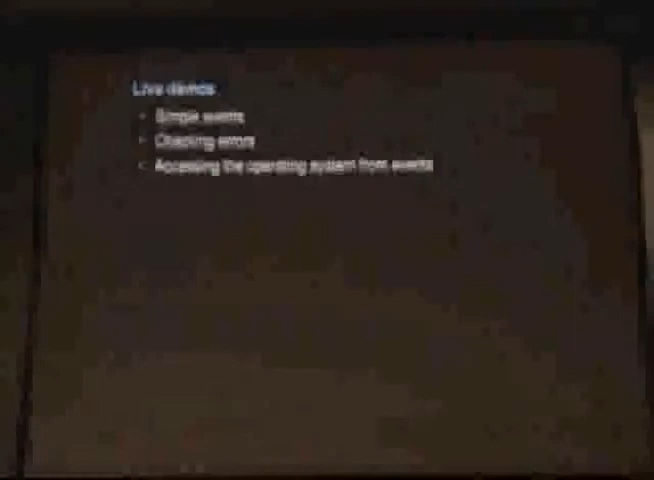 Live demos
Simple events
Checking errors
Accessing the operating system from events